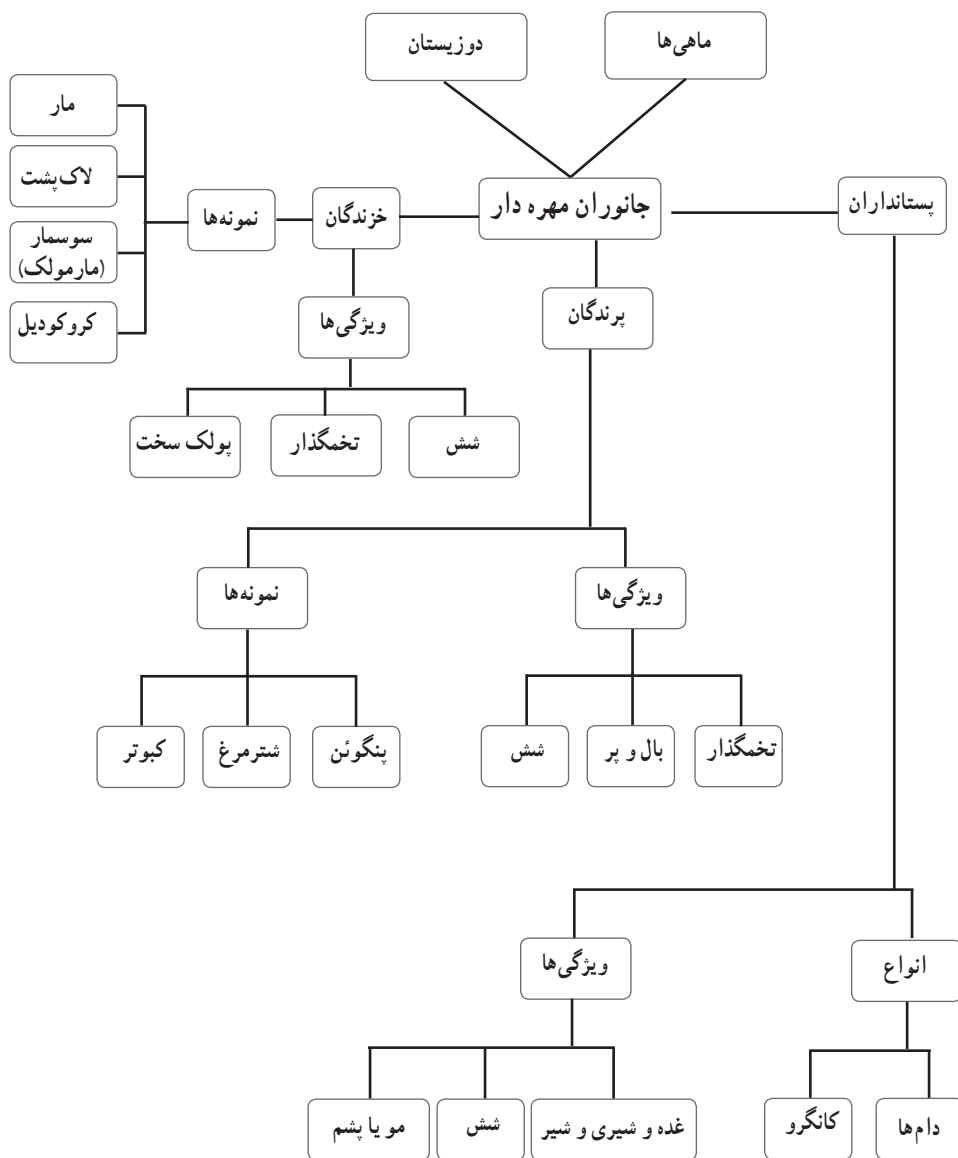 ماهی‌ها
دوزیستان
مار
لاک‌پشت
سوسمار
(مارمولک)
کروکودیل
نمونه‌ها
خزندگان
جانوران مهره دار
پستانداران
ویژگی‌ها
پرندگان
شش
تخمگذار
پولک سخت
ویژگی‌ها
نمونه‌ها
تخمگذار
بال و پر
شش
پنگوئن
شترمرغ
کبوتر
انواع
ویژگی‌ها
دام‌ها
کانگرو
غده و شیری و شیر
شش
مو یا پشم